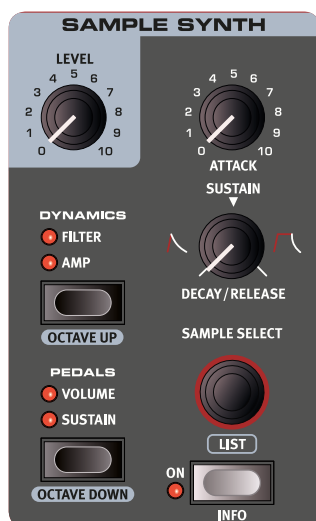 SAMPLE SYNTH
LEVEL
0 1 2 3 4 5 6 7 8 9 10
0 1 2 3 4 5 6 7 8 9 10
ATTACK
SUSTAIN
DECAY/RELEASE
DYNAMICS
FILTER
AMP
OCTAVE UP
PEDALS
VOLUME
SUSTAIN
OCTAVE DOWN
SAMPLE SELECT
LIST
ON
INFO